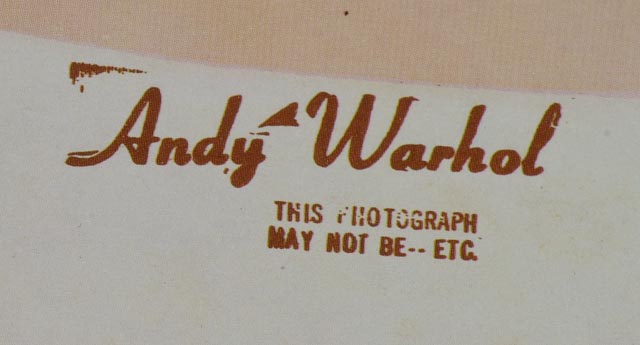 Andy Warhol
THIS PHOTOGRAPH
MAY NOT BE-- ETC.